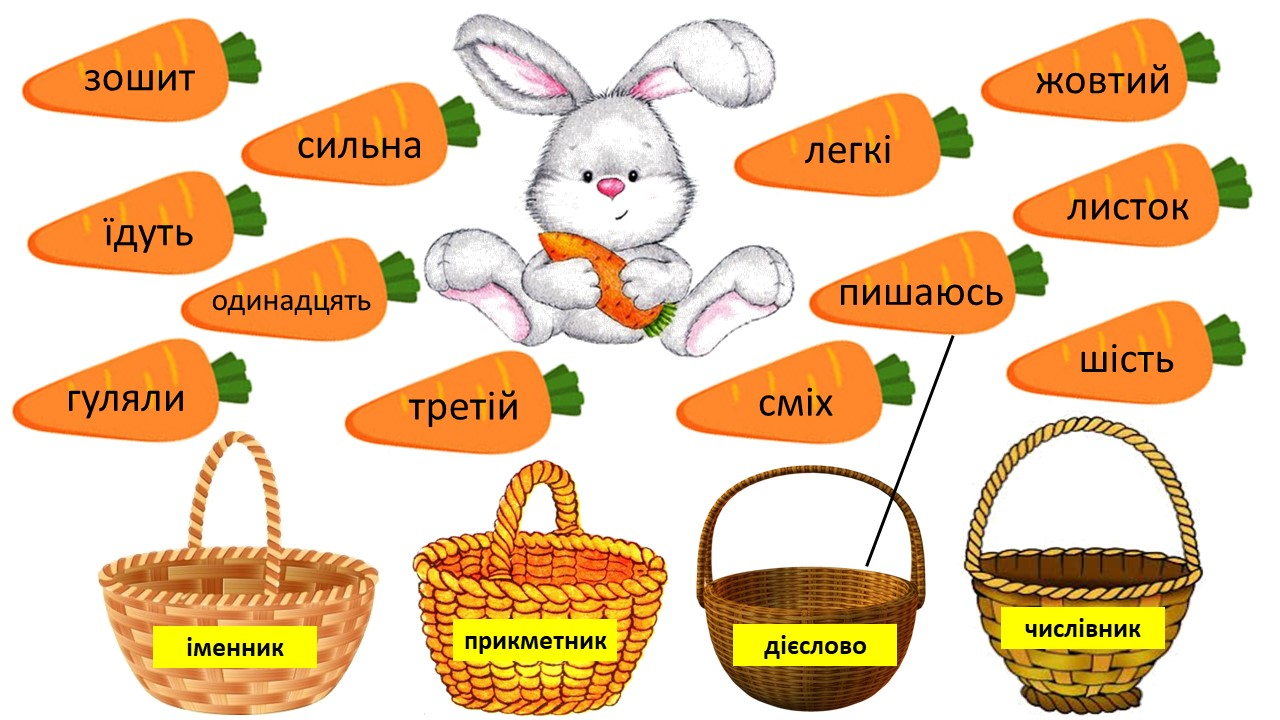 зошит
сильна
легкі
жовтий
їдуть
листок
одинадцять
пишаюсь
гуляли
третій
сміх
шість
іменник
прикметник
дієслово
числівник